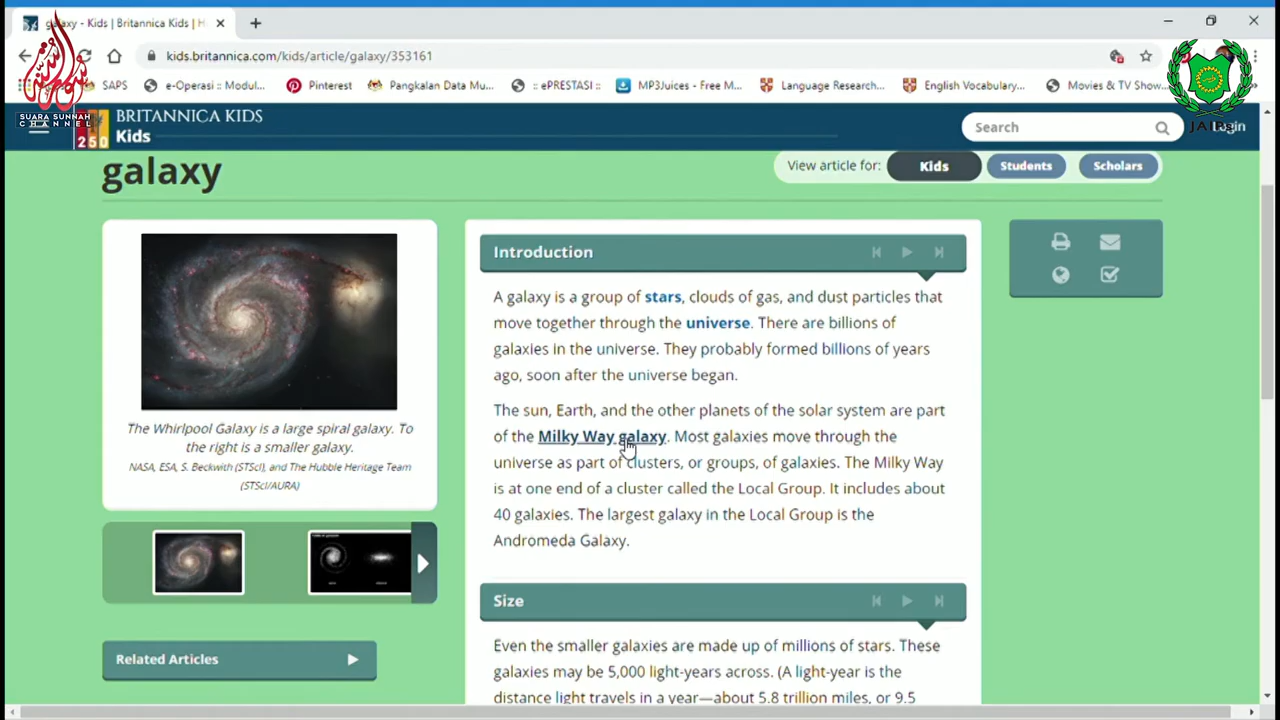 galaxy - Kids | Britannica Kids | H
kids.britannica.com/kids/article/galaxy/353161
SAPS
e-Operasi :: Modul...
Pinterest
Pangkalan Data Mu...
:: ePRESTASI ::
MP3Juices - Free M...
Language Research...
English Vocabulary...
Movies & TV Show...
SUARA SUNNAH
CHANNEL
250
BRITANNICA KIDS
Kids
Search
Login
galaxy
View article for:
Kids
Students
Scholars
The Whirlpool Galaxy is a large spiral galaxy. To
the right is a smaller galaxy.
NASA, ESA, S. Beckwith (STScI), and The Hubble Heritage Team
(STScI/AURA)
Related Articles
Introduction
A galaxy is a group of stars, clouds of gas, and dust particles that
move together through the universe. There are billions of
galaxies in the universe. They probably formed billions of years
ago, soon after the universe began.
The sun, Earth, and the other planets of the solar system are part
of the Milky Way galaxy. Most galaxies move through the
universe as part of clusters, or groups, of galaxies. The Milky Way
is at one end of a cluster called the Local Group. It includes about
40 galaxies. The largest galaxy in the Local Group is the
Andromeda Galaxy.
Size
Even the smaller galaxies are made up of millions of stars. These
galaxies may be 5,000 light-years across. (A light-year is the
distance light travels in a year—about 5.8 trillion miles, or 9.5